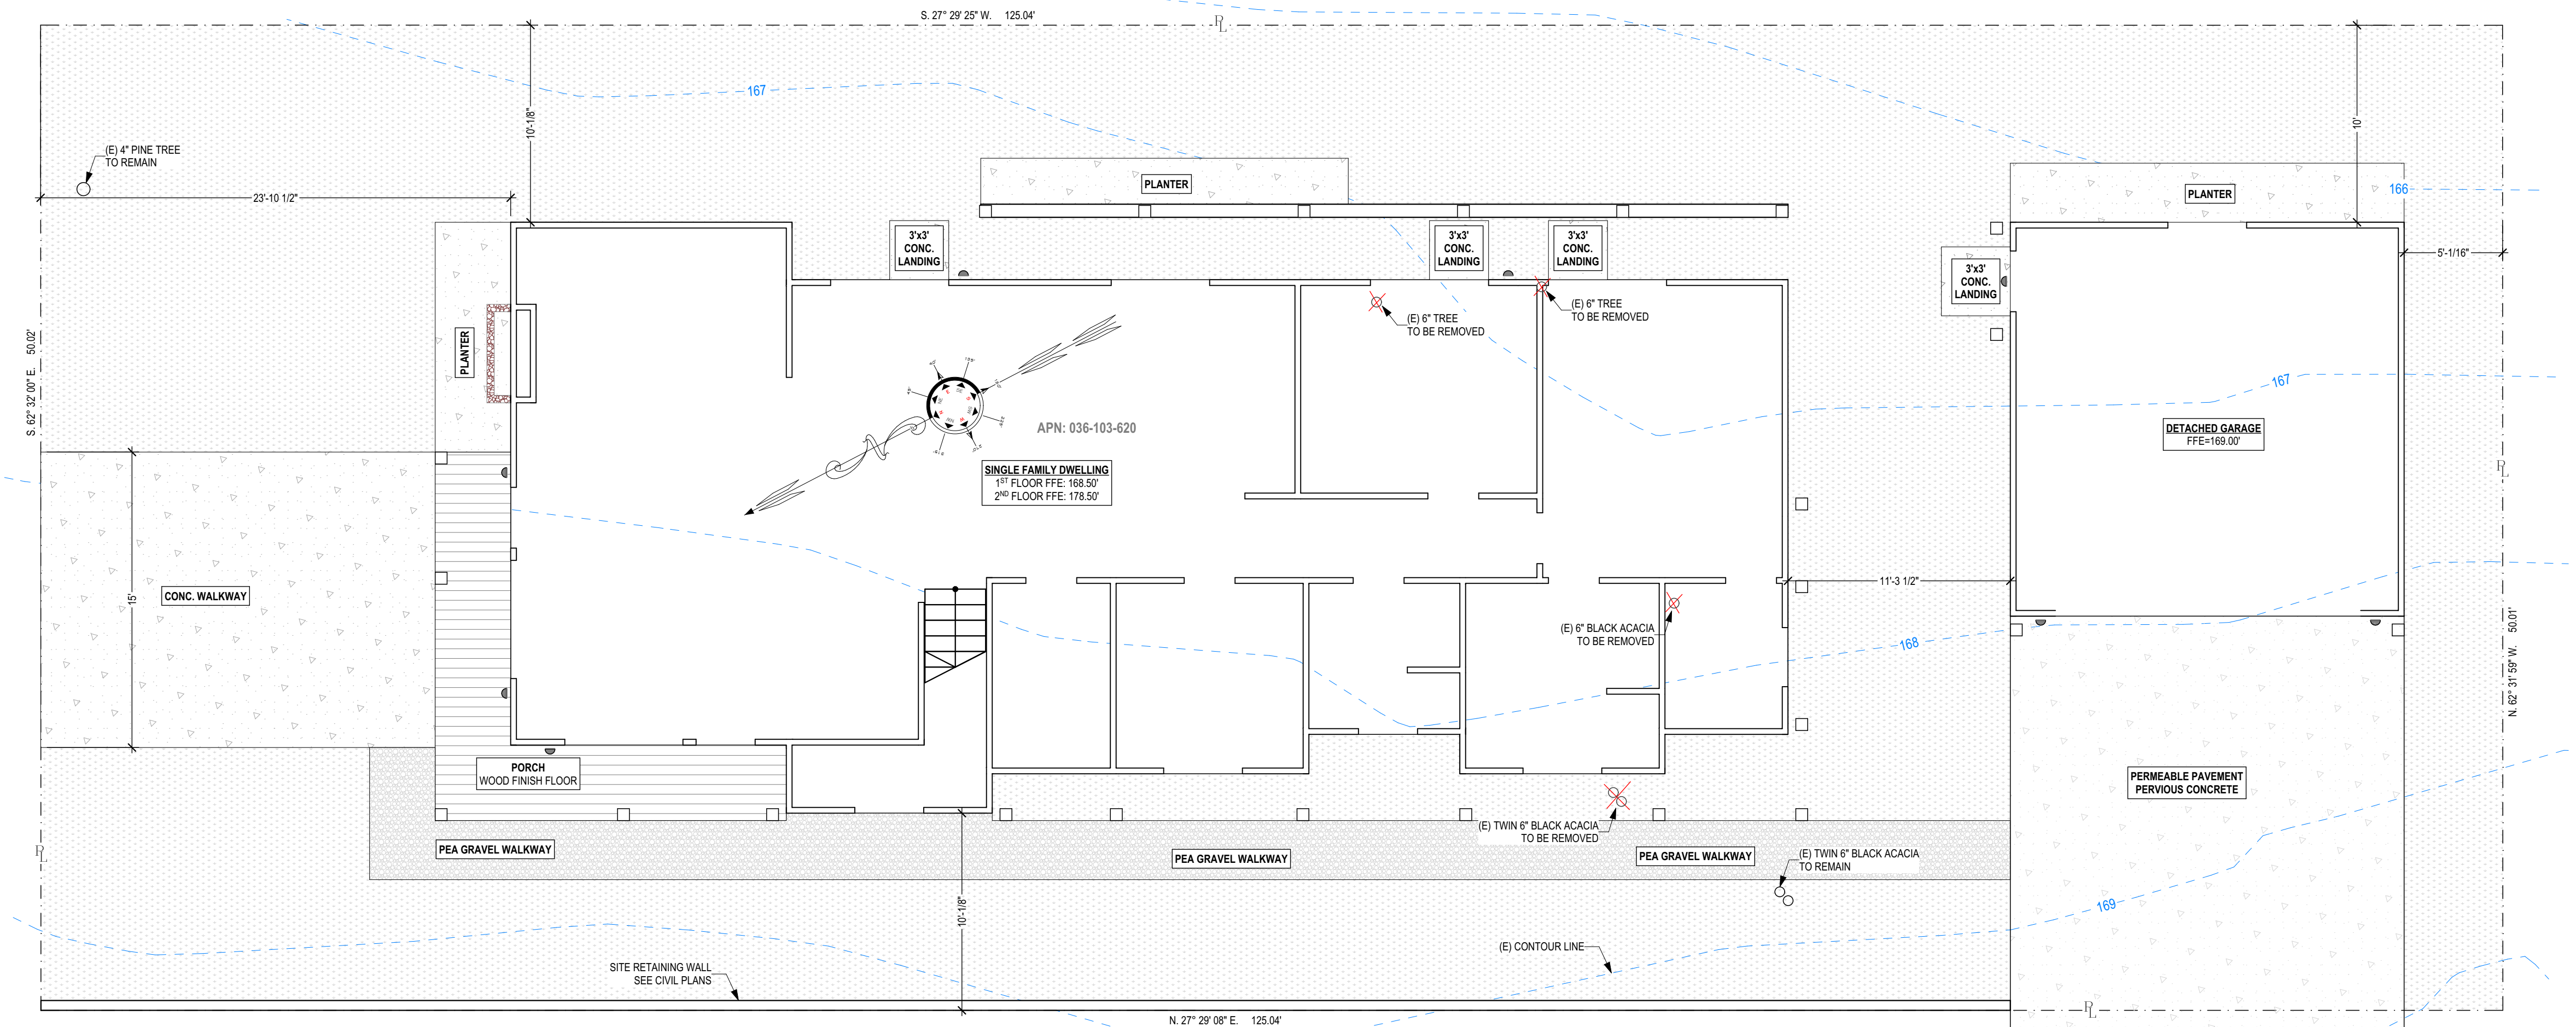 S. 27° 29' 25" W. 125.04'
PL
167
10'-1/8"
10'
(E) 4" PINE TREE
TO REMAIN
23'-10 1/2"
PLANTER
PLANTER
166
3'x3'
CONC.
LANDING
3'x3'
CONC.
LANDING
3'x3'
CONC.
LANDING
3'x3'
CONC.
LANDING
5'-1/16"
(E) 6" TREE
TO BE REMOVED
(E) 6" TREE
TO BE REMOVED
PLANTER
S. 62° 32' 00" E. 50.02'
167
APN: 036-103-620
DETACHED GARAGE
FFE=169.00'
SINGLE FAMILY DWELLING
1ST FLOOR FFE: 168.50'
2ND FLOOR FFE: 178.50'
PL
CONC. WALKWAY
15'
11'-3 1/2"
(E) 6" BLACK ACACIA
TO BE REMOVED
168
N. 62° 31' 59" W. 50.01'
PORCH
WOOD FINISH FLOOR
PERMEABLE PAVEMENT
PERVIOUS CONCRETE
(E) TWIN 6" BLACK ACACIA
TO BE REMOVED
PL
PEA GRAVEL WALKWAY
PEA GRAVEL WALKWAY
PEA GRAVEL WALKWAY
(E) TWIN 6" BLACK ACACIA
TO REMAIN
10'-1/8"
169
(E) CONTOUR LINE
SITE RETAINING WALL
SEE CIVIL PLANS
PL
N. 27° 29' 08" E. 125.04'